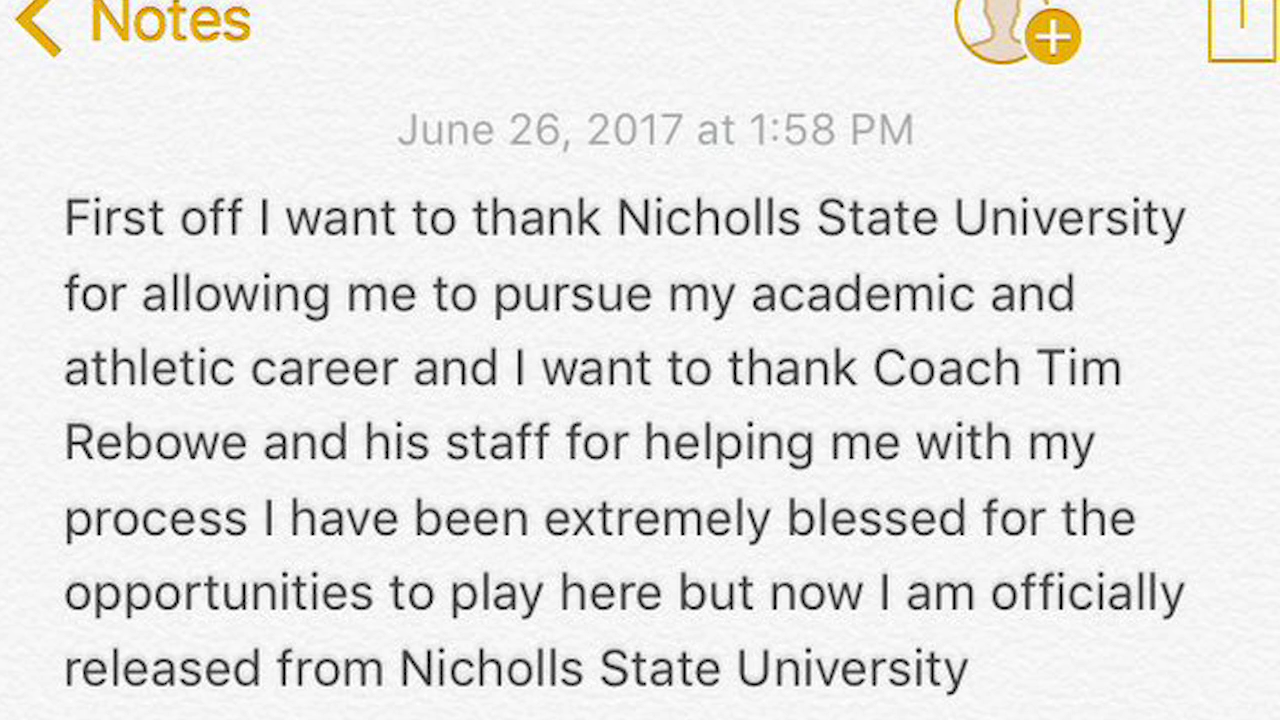 Notes
June 26, 2017 at 1:58 PM
First off I want to thank Nicholls State University
for allowing me to pursue my academic and
athletic career and I want to thank Coach Tim
Rebowe and his staff for helping me with my
process I have been extremely blessed for the
opportunities to play here but now I am officially
released from Nicholls State University